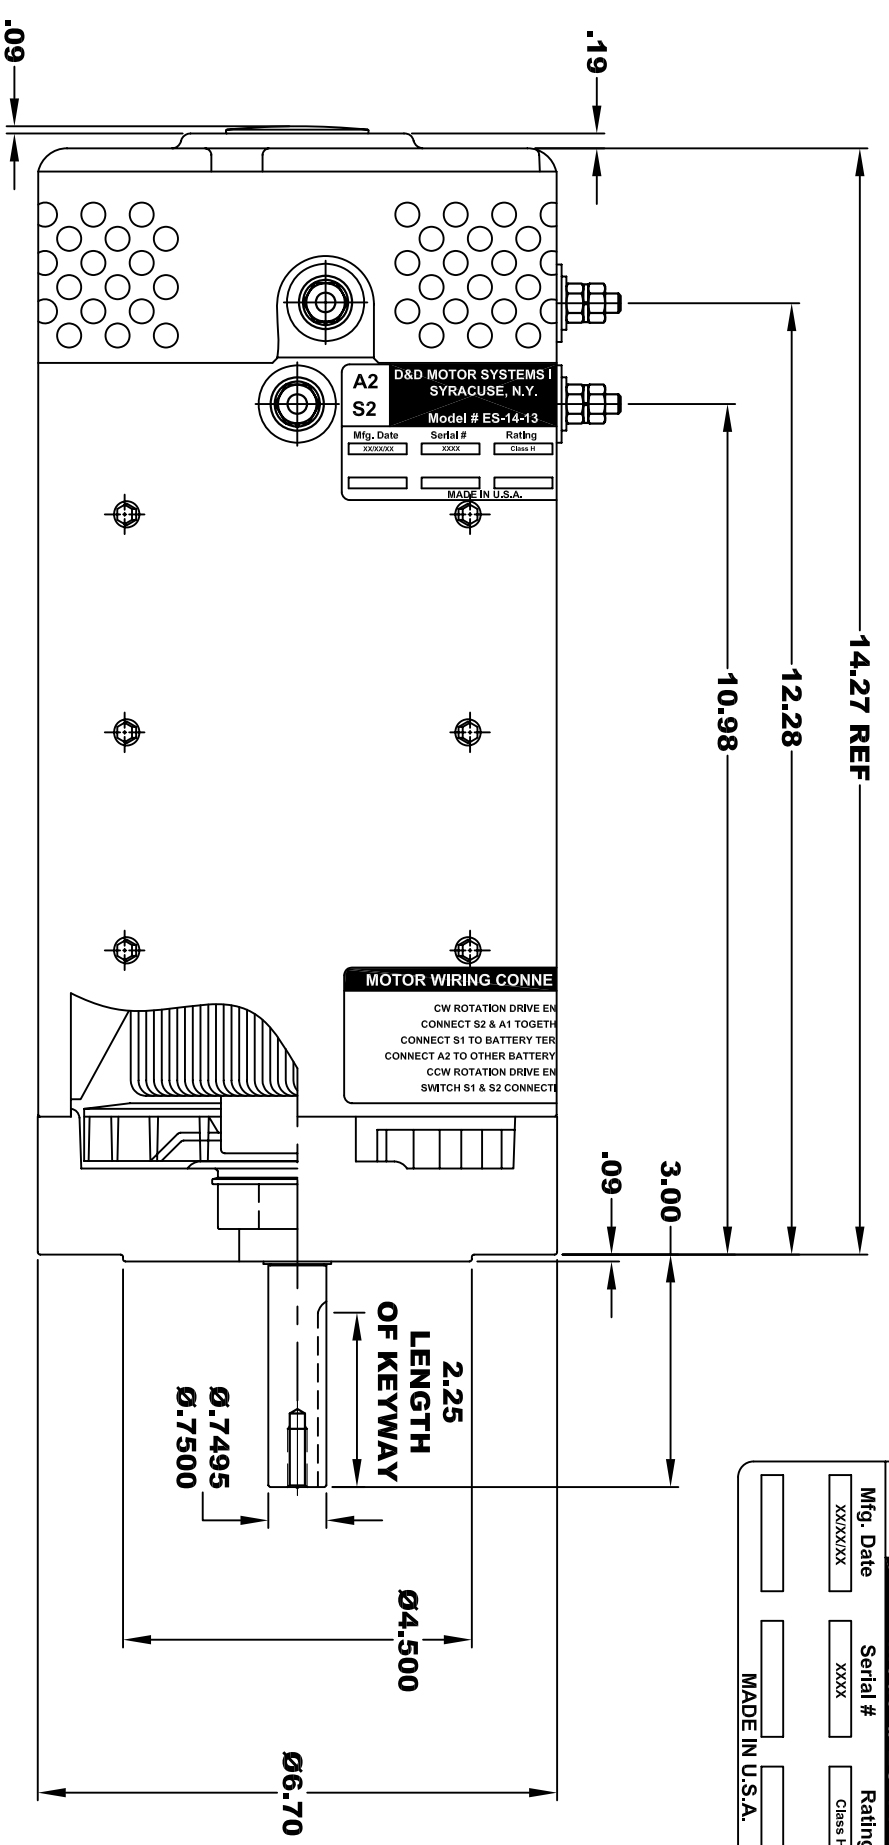 .09
.19
14.27 REF
12.28
10.98
A2
S2
D&D MOTOR SYSTEMS I
SYRACUSE, N.Y.
Model # ES-14-13
Mfg. Date Serial # Rating
XX/XX/XX XXXX Class H
MADE IN U.S.A.
MOTOR WIRING CONNE
CW ROTATION DRIVE EN
CONNECT S2 & A1 TOGETH
CONNECT S1 TO BATTERY TER
CONNECT A2 TO OTHER BATTERY
CCW ROTATION DRIVE EN
SWITCH S1 & S2 CONNECTI
.09
3.00
2.25
LENGTH
OF KEYWAY
Ø.7495
Ø.7500
Ø4.500
Ø6.70
Mfg. Date Serial # Rating
XX/XX/XX XXXX Class H
MADE IN U.S.A.